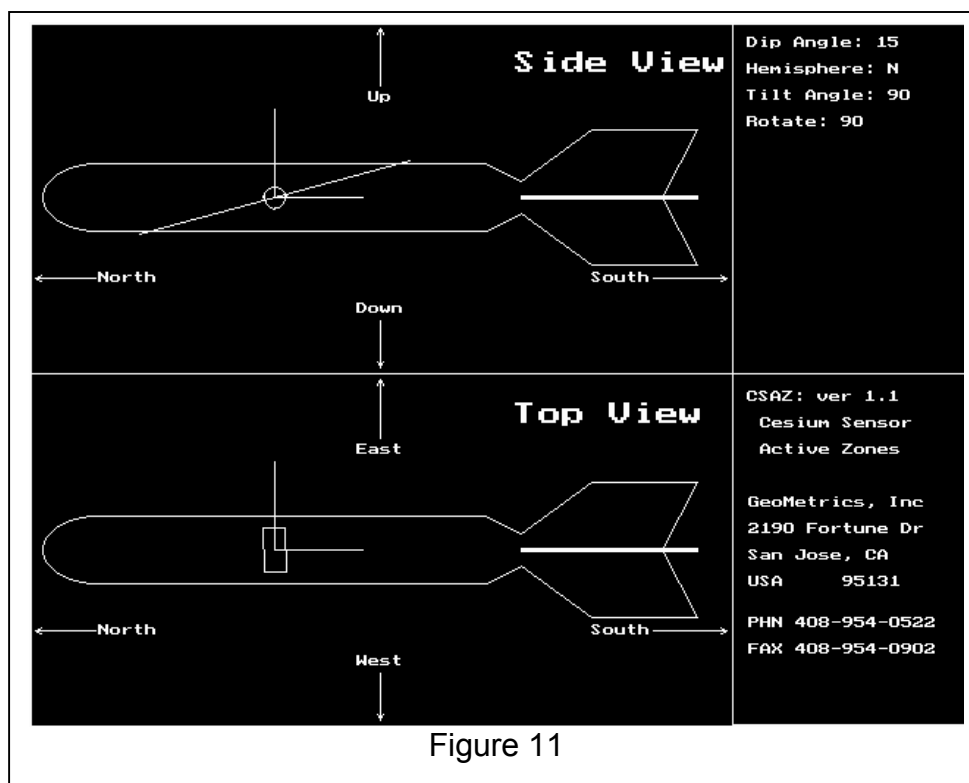 Side View
Up
North
South
Down
Dip Angle: 15
Hemisphere: N
Tilt Angle: 90
Rotate: 90
Top View
East
North
South
West
CSAZ: ver 1.1
Cesium Sensor
Active Zones
GeoMetrics, Inc
2190 Fortune Dr
San Jose, CA
USA 95131
PHN 408-954-0522
FAX 408-954-0902
Figure 11